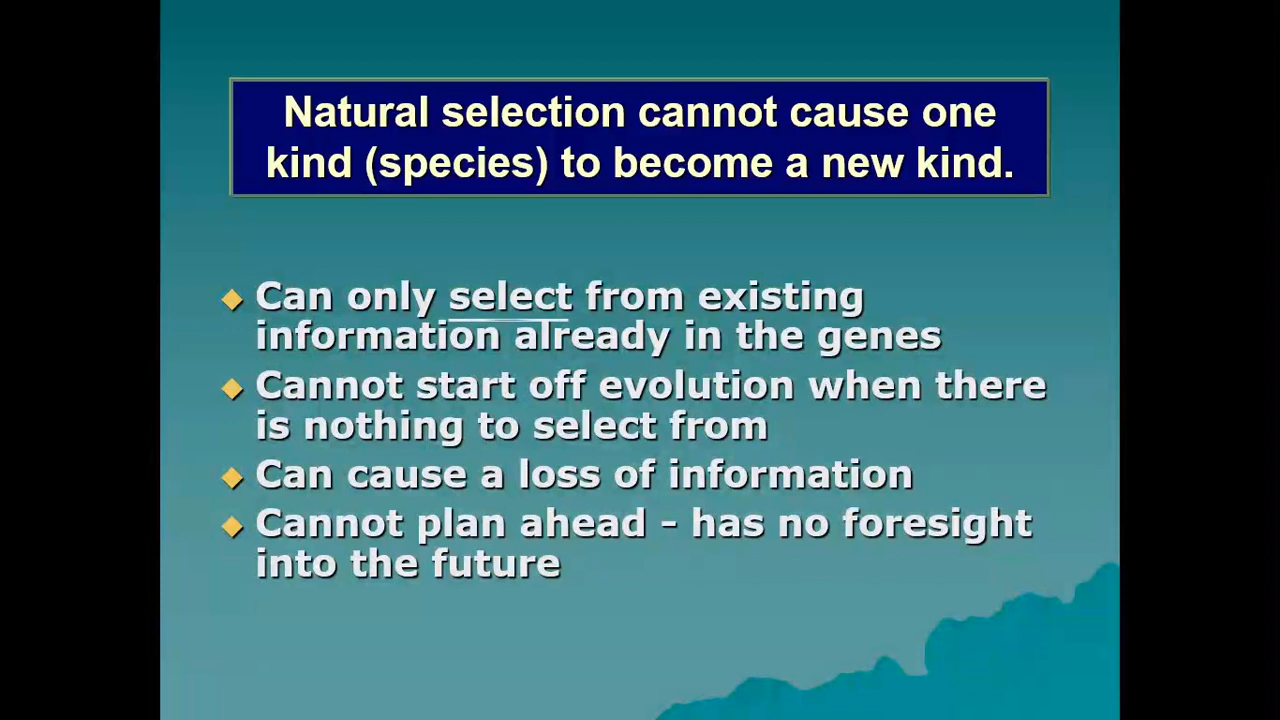 Natural selection cannot cause one
kind (species) to become a new kind.
Can only select from existing
information already in the genes
Cannot start off evolution when there
is nothing to select from
Can cause a loss of information
Cannot plan ahead - has no foresight
into the future